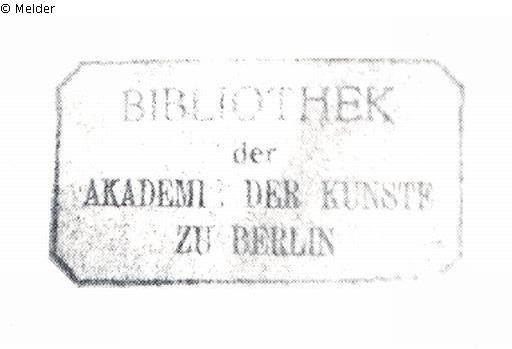 © Melder
BIBLIOTHEK
der
AKADEMI : DER KUNSTE
ZU BERLIN